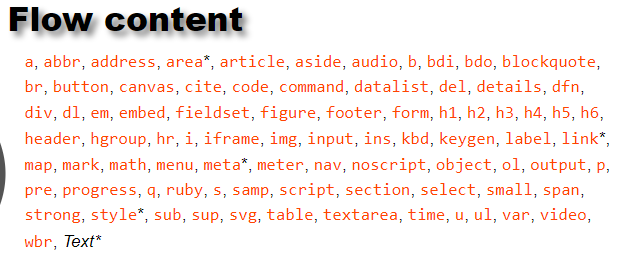 Flow content
a, abbr, address, area*, article, aside, audio, b, bdi, bdo, blockquote,
br, button, canvas, cite, code, command, datalist, del, details, dfn,
div, dl, em, embed, fieldset, figure, footer, form, h1, h2, h3, h4, h5, h6,
header, hgroup, hr, i, iframe, img, input, ins, kbd, keygen, label, link*,
map, mark, math, menu, meta*, meter, nav, noscript, object, ol, output, p,
pre, progress, q, ruby, s, samp, script, section, select, small, span,
strong, style*, sub, sup, svg, table, textarea, time, u, ul, var, video,
wbr, Text*